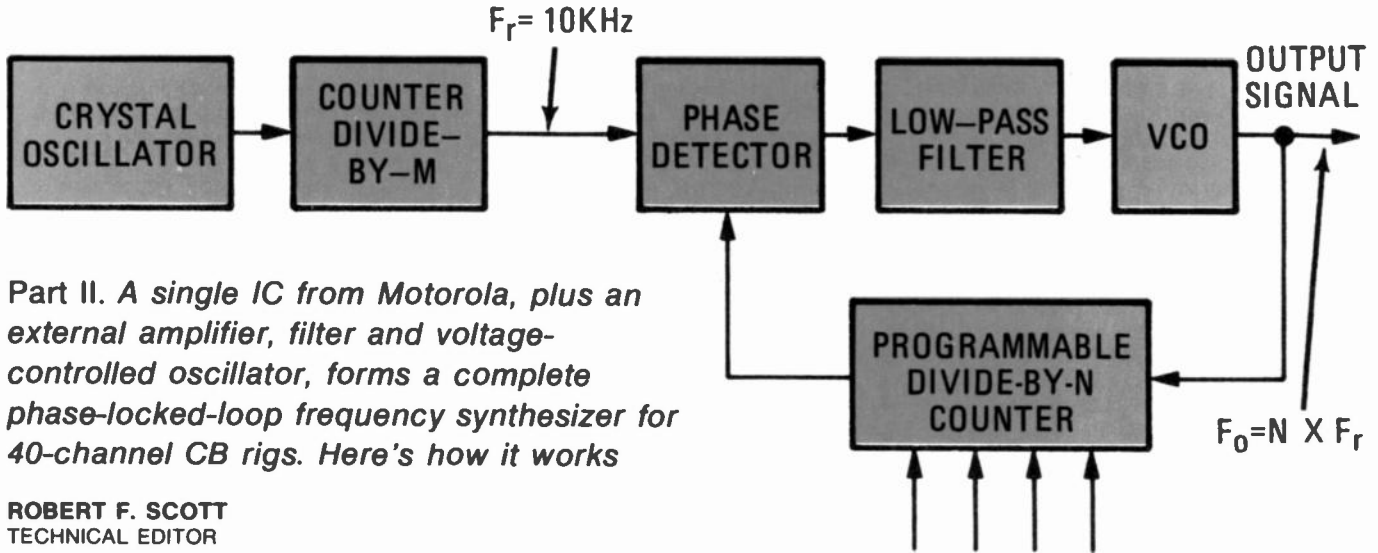 Fr= 10KHz
CRYSTAL
OSCILLATOR
COUNTER
DIVIDE–
BY–M
PHASE
DETECTOR
LOW–PASS
FILTER
VCO
OUTPUT
SIGNAL
PROGRAMMABLE
DIVIDE-BY-N
COUNTER
Fo=N X Fr
Part II. A single IC from Motorola, plus an
external amplifier, filter and voltage-
controlled oscillator, forms a complete
phase-locked-loop frequency synthesizer for
40-channel CB rigs. Here's how it works
ROBERT F. SCOTT
TECHNICAL EDITOR